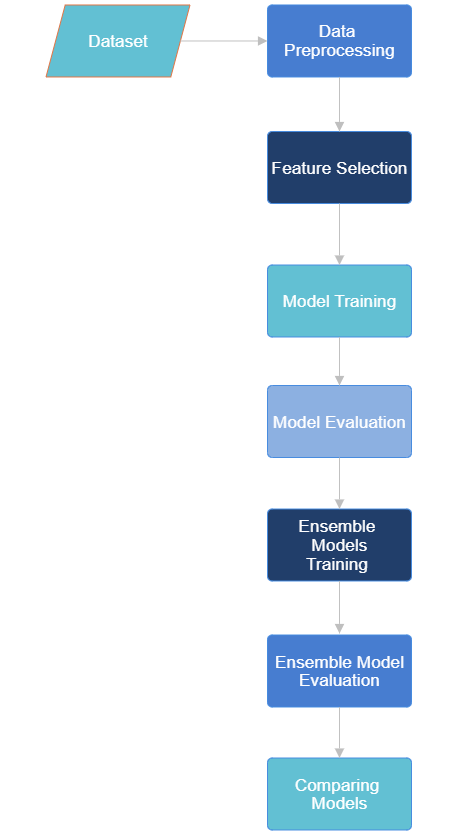 Dataset
Data
Preprocessing
Feature Selection
Model Training
Model Evaluation
Ensemble
Models
Training
Ensemble Model
Evaluation
Comparing
Models